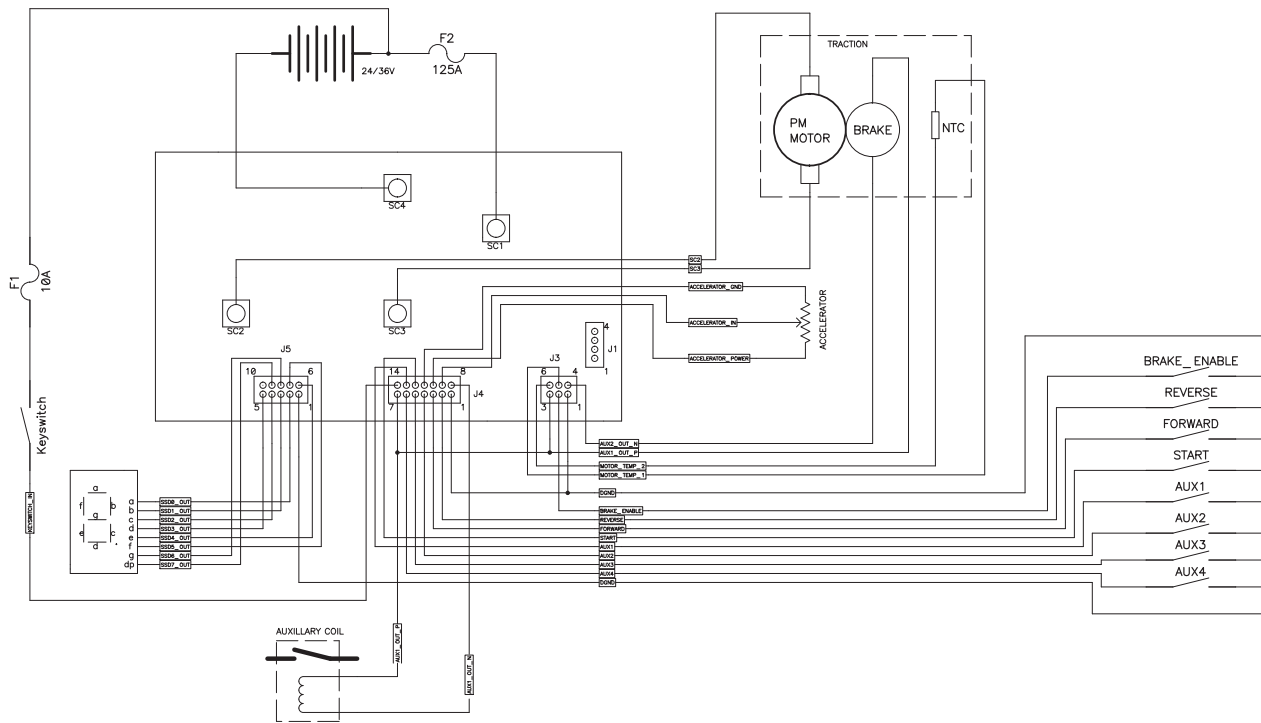 F2
125A
24/36V
TRACTION
PM
MOTOR
BRAKE
NTC
SC4
SC1
F1
10A
SC2
SC3
SC2
SC3
ACCELERATOR_GND
ACCELERATOR_IN
ACCELERATOR_POWER
ACCELERATOR
4
J1
1
J5
10
6
5
1
14
8
7
1
J4
J3
6
4
3
1
Keyswitch
KEYSWITCH_IN
AUX2_OUT_N
AUX1_OUT_P
MOTOR_TEMP_2
MOTOR_TEMP_1
DGND
BRAKE_ENABLE
REVERSE
FORWARD
START
AUX1
AUX2
AUX3
AUX4
DGND
BRAKE_ENABLE
REVERSE
FORWARD
START
AUX1
AUX2
AUX3
AUX4
a
f
b
g
e
c
d
.
a
b
c
d
e
f
g
dp
SSD0_OUT
SSD1_OUT
SSD2_OUT
SSD3_OUT
SSD4_OUT
SSD5_OUT
SSD6_OUT
SSD7_OUT
AUXILLARY COIL
AUX1_OUT_P
AUX1_OUT_N